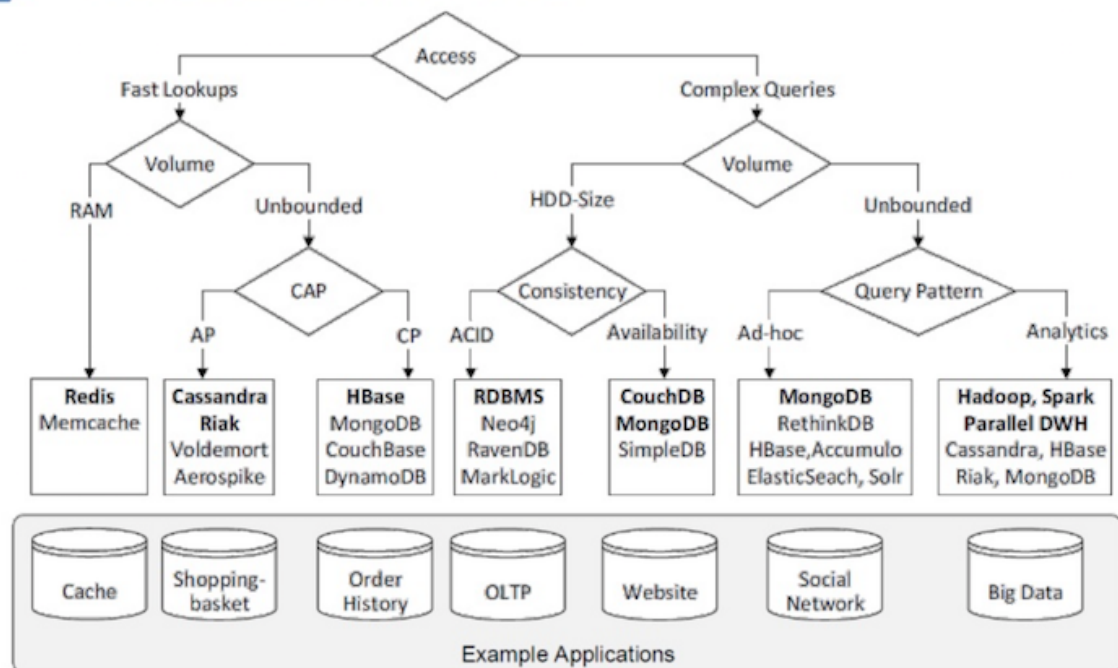 Access
Fast Lookups
Complex Queries
Volume
Volume
RAM
Unbounded
HDD-Size
Unbounded
CAP
Consistency
Query Pattern
AP
CP
ACID
Availability
Ad-hoc
Analytics
Redis
Memcache
Cassandra
Riak
Voldemort
Aerospike
HBase
MongoDB
CouchBase
DynamoDB
RDBMS
Neo4j
RavenDB
MarkLogic
CouchDB
MongoDB
SimpleDB
MongoDB
RethinkDB
HBase,Accumulo
ElasticSeach, Solr
Hadoop, Spark
Parallel DWH
Cassandra, HBase
Riak, MongoDB
Cache
Shopping-
basket
Order
History
OLTP
Website
Social
Network
Big Data
Example Applications